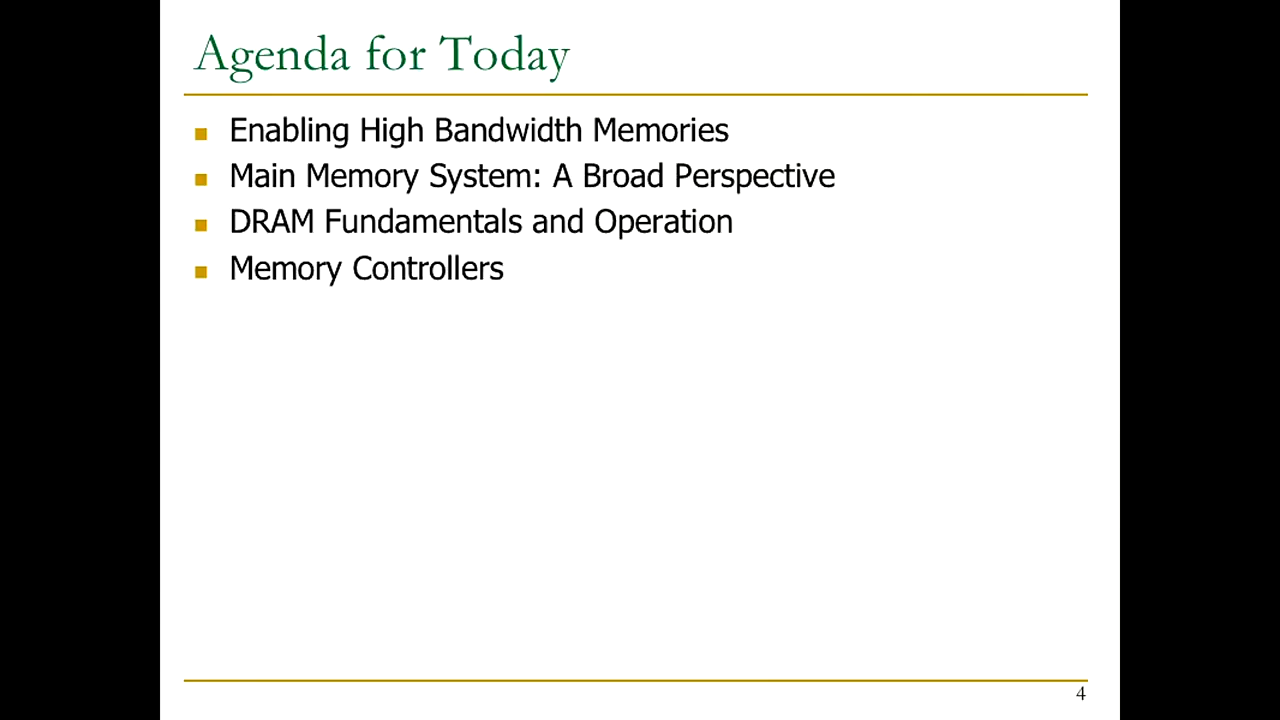 Agenda for Today
Enabling High Bandwidth Memories
Main Memory System: A Broad Perspective
DRAM Fundamentals and Operation
Memory Controllers
4